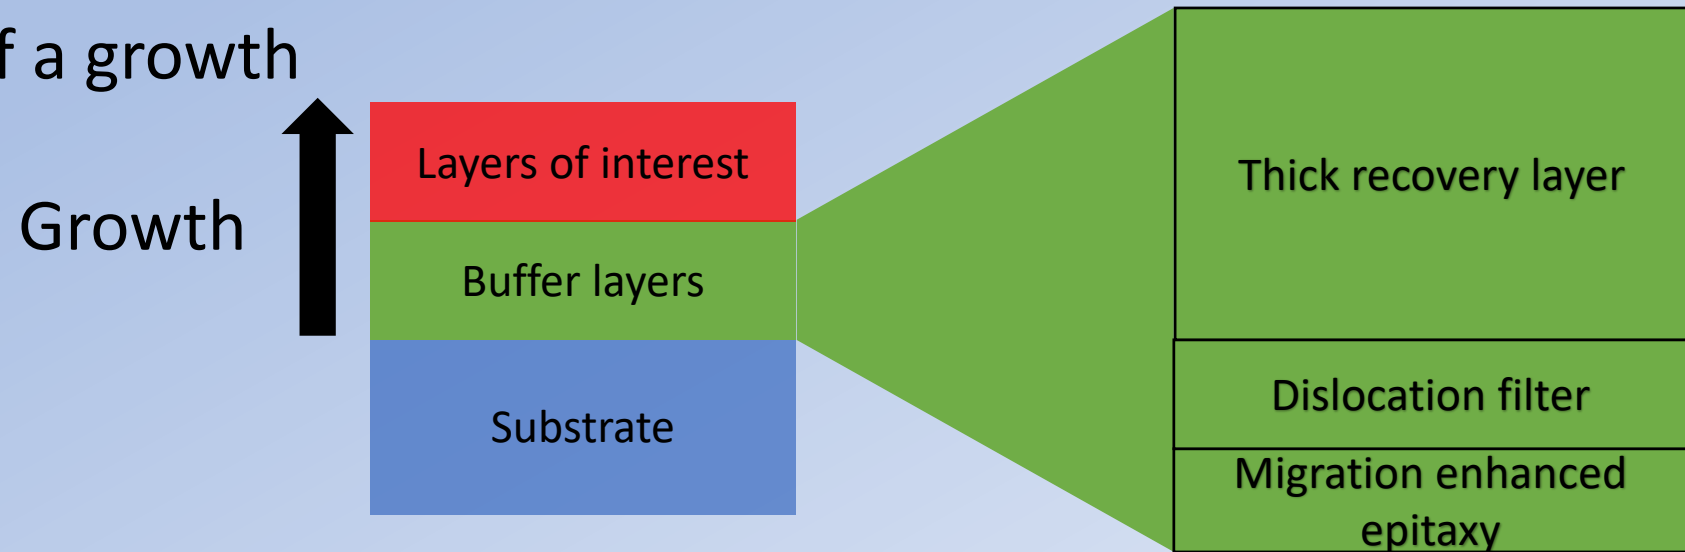 f a growth
Growth
Layers of interest
Buffer layers
Substrate
Thick recovery layer
Dislocation filter
Migration enhanced
epitaxy